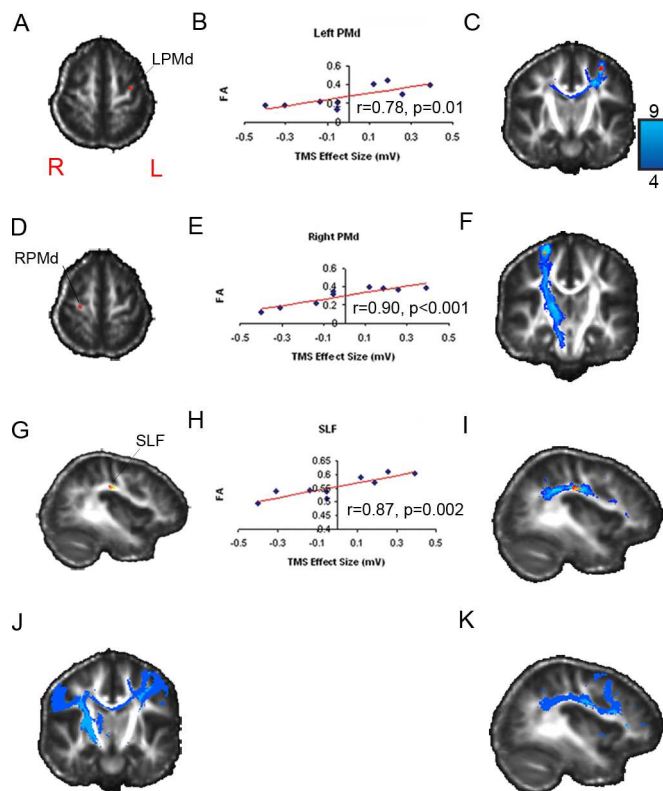 A
LPMd
R
L
B
Left PMd
FA
0.6
0.4
0.2
0
-0.5 -0.3 -0.1 0.1 0.3 0.5
r=0.78, p=0.01
TMS Effect Size (mV)
C
9
4
D
RPMd
E
Right PMd
FA
0.6
0.4
0.2
0
-0.5 -0.3 -0.1 0.1 0.3 0.5
r=0.90, p<0.001
TMS Effect Size (mV)
F
G
SLF
H
SLF
FA
0.65
0.6
0.55
0.5
0.45
0.4
-0.5 -0.3 -0.1 0.1 0.3 0.5
r=0.87, p=0.002
TMS Effect Size (mV)
I
J
K